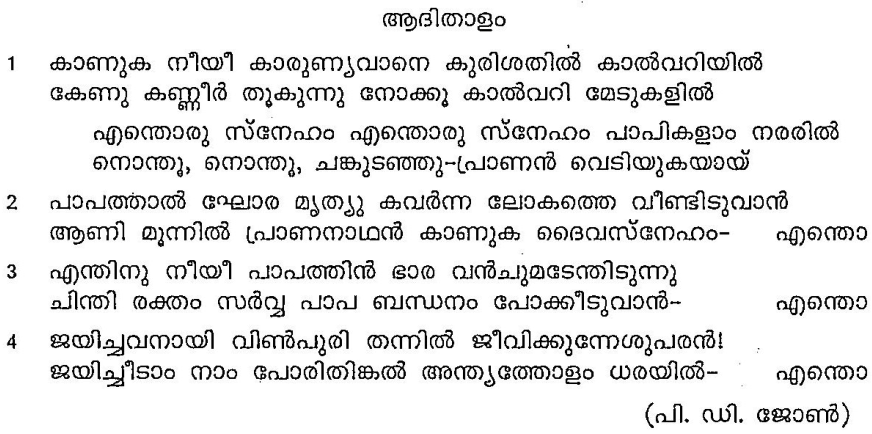 ആദിതാളം
1 കാണുക നീയീ കാരുണ്യവാനെ കുരിശതിൽ കാൽവറിയിൽ
കേണു കണ്ണീർ തൂകുന്നു നോക്കൂ കാൽവറി മേടുകളിൽ
എന്തൊരു സ്നേഹം എന്തൊരു സ്നേഹം പാപികളാം നരരിൽ
നൊന്തൂ, നൊന്തൂ, ചങ്കുടഞ്ഞു-പ്രാണൻ വെടിയുകയായ്
2 പാപത്താൽ ഘോര മൃത്യു കവർന്ന ലോകത്തെ വീണ്ടിടുവാൻ
ആണി മൂന്നിൽ പ്രാണനാഥൻ കാണുക ദൈവസ്നേഹം- എന്തൊ
3 എന്തിനു നീയീ പാപത്തിൻ ഭാര വൻചുമടേന്തിടുന്നു
ചിന്തി രക്തം സർവ്വ പാപ ബന്ധനം പോക്കീടുവാൻ- എന്തൊ
4 ജയിച്ചവനായി വിൺപുരി തന്നിൽ ജീവിക്കുന്നേശുപരൻ!
ജയിച്ചീടാം നാം പോരിതിങ്കൽ അന്ത്യത്തോളം ധരയിൽ- എന്തൊ
(പി. ഡി. ജോൺ)